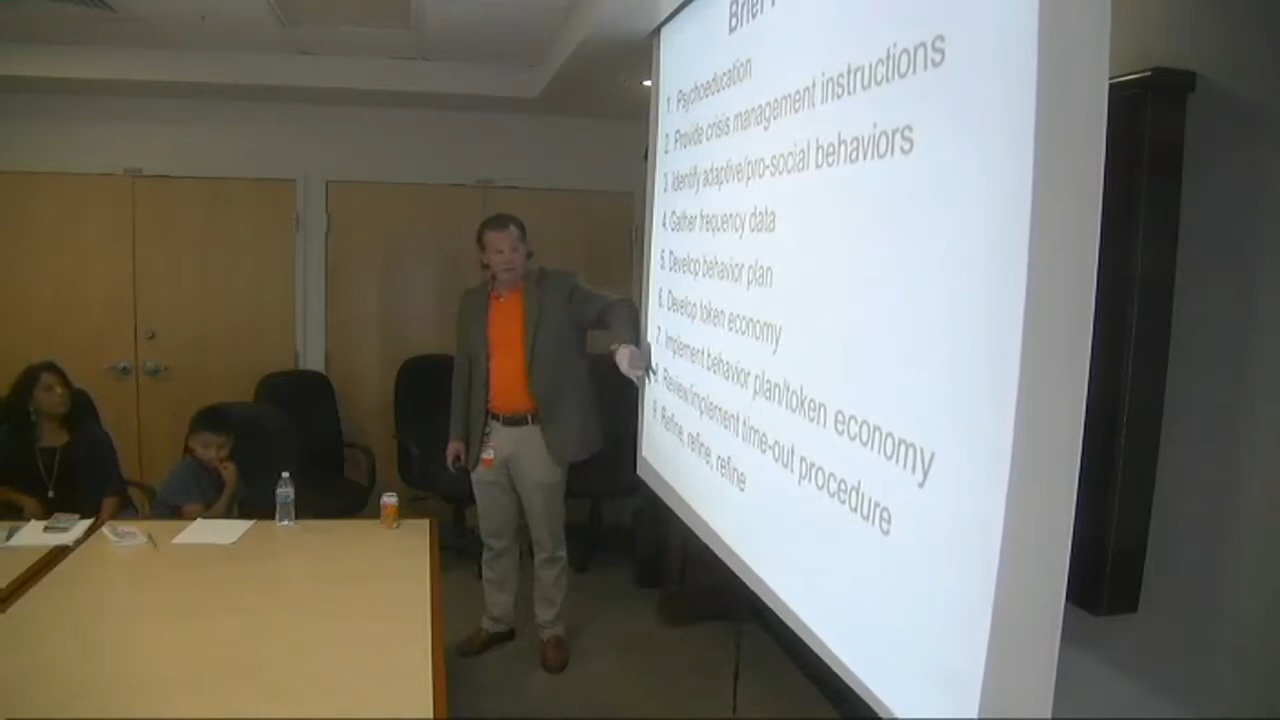 Brief
1. Psychoeducation
2. Provide crisis management instructions
3. Identify adaptive/pro-social behaviors
4. Gather frequency data
5. Develop behavior plan
6. Develop token economy
7. Implement behavior plan/token economy
8. Review/implement time-out procedure
9. Refine, refine, refine